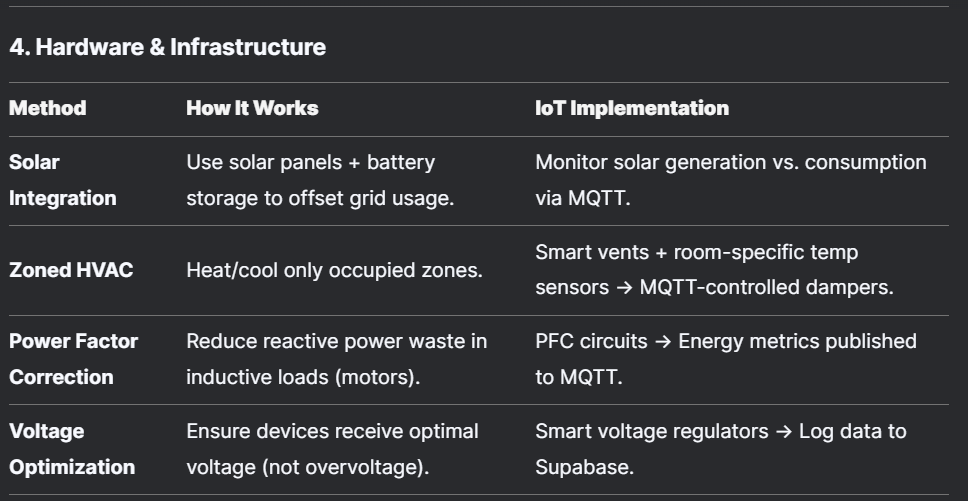 4. Hardware & Infrastructure
Method How It Works IoT Implementation
Solar Integration Use solar panels + battery storage to offset grid usage. Monitor solar generation vs. consumption via MQTT.
Zoned HVAC Heat/cool only occupied zones. Smart vents + room-specific temp sensors → MQTT-controlled dampers.
Power Factor Correction Reduce reactive power waste in inductive loads (motors). PFC circuits → Energy metrics published to MQTT.
Voltage Optimization Ensure devices receive optimal voltage (not overvoltage). Smart voltage regulators → Log data to Supabase.